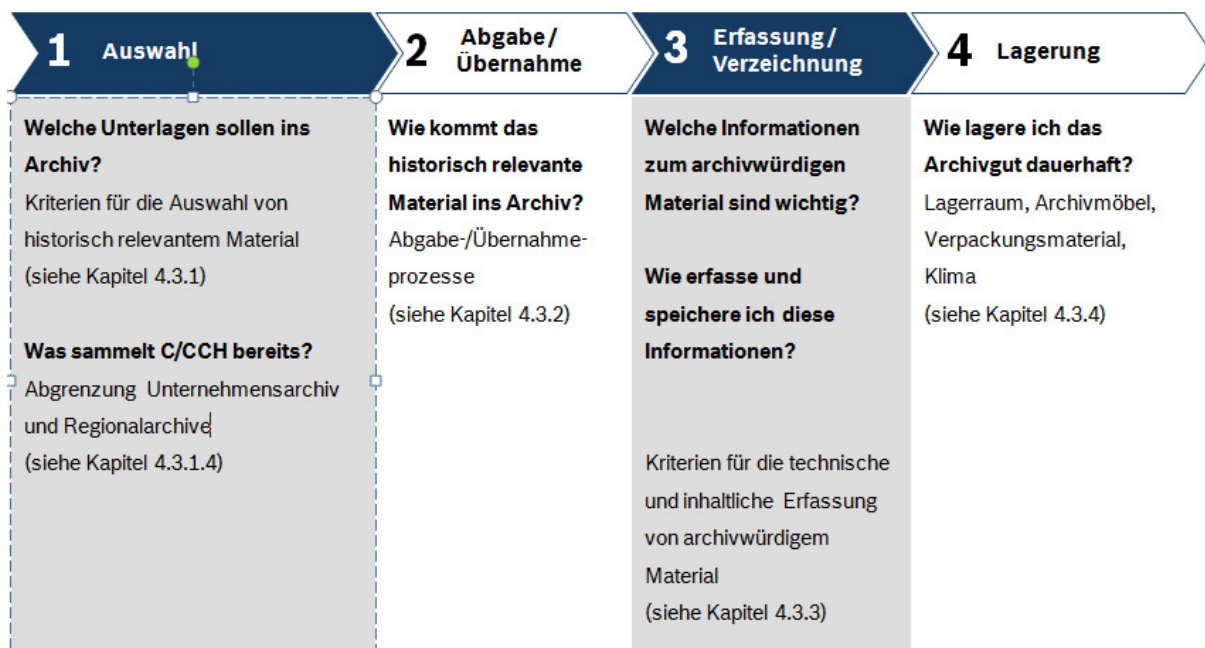 1 Auswahl
2 Abgabe/
Übernahme
3 Erfassung/
Verzeichnung
4 Lagerung
Welche Unterlagen sollen ins
Archiv?
Kriterien für die Auswahl von
historisch relevantem Material
(siehe Kapitel 4.3.1)
Was sammelt C/CCH bereits?
Abgrenzung Unternehmensarchiv
und Regionalarchive
(siehe Kapitel 4.3.1.4)
Wie kommt das
historisch relevante
Material ins Archiv?
Abgabe-/Übernahme-
prozesse
(siehe Kapitel 4.3.2)
Welche Informationen
zum archivwürdigen
Material sind wichtig?
Wie erfasse und
speichere ich diese
Informationen?
Kriterien für die technische
und inhaltliche Erfassung
von archivwürdigem
Material
(siehe Kapitel 4.3.3)
Wie lagere ich das
Archivgut dauerhaft?
Lagerraum, Archivmöbel,
Verpackungsmaterial,
Klima
(siehe Kapitel 4.3.4)